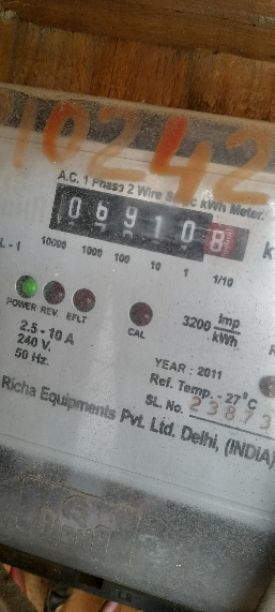 10242
A.C. 1 Phase 2 Wire Static kWh Meter.
069108
10000 1000 100 10 1 1/10
POWER REV. EFLT
CAL
3200 Imp
kWh
2.5 - 10 A
240 V.
50 Hz.
YEAR : 2011
Ref. Temp. - 27°C
SL. No. 23873
Richa Equipments Pvt. Ltd. Delhi, (INDIA)